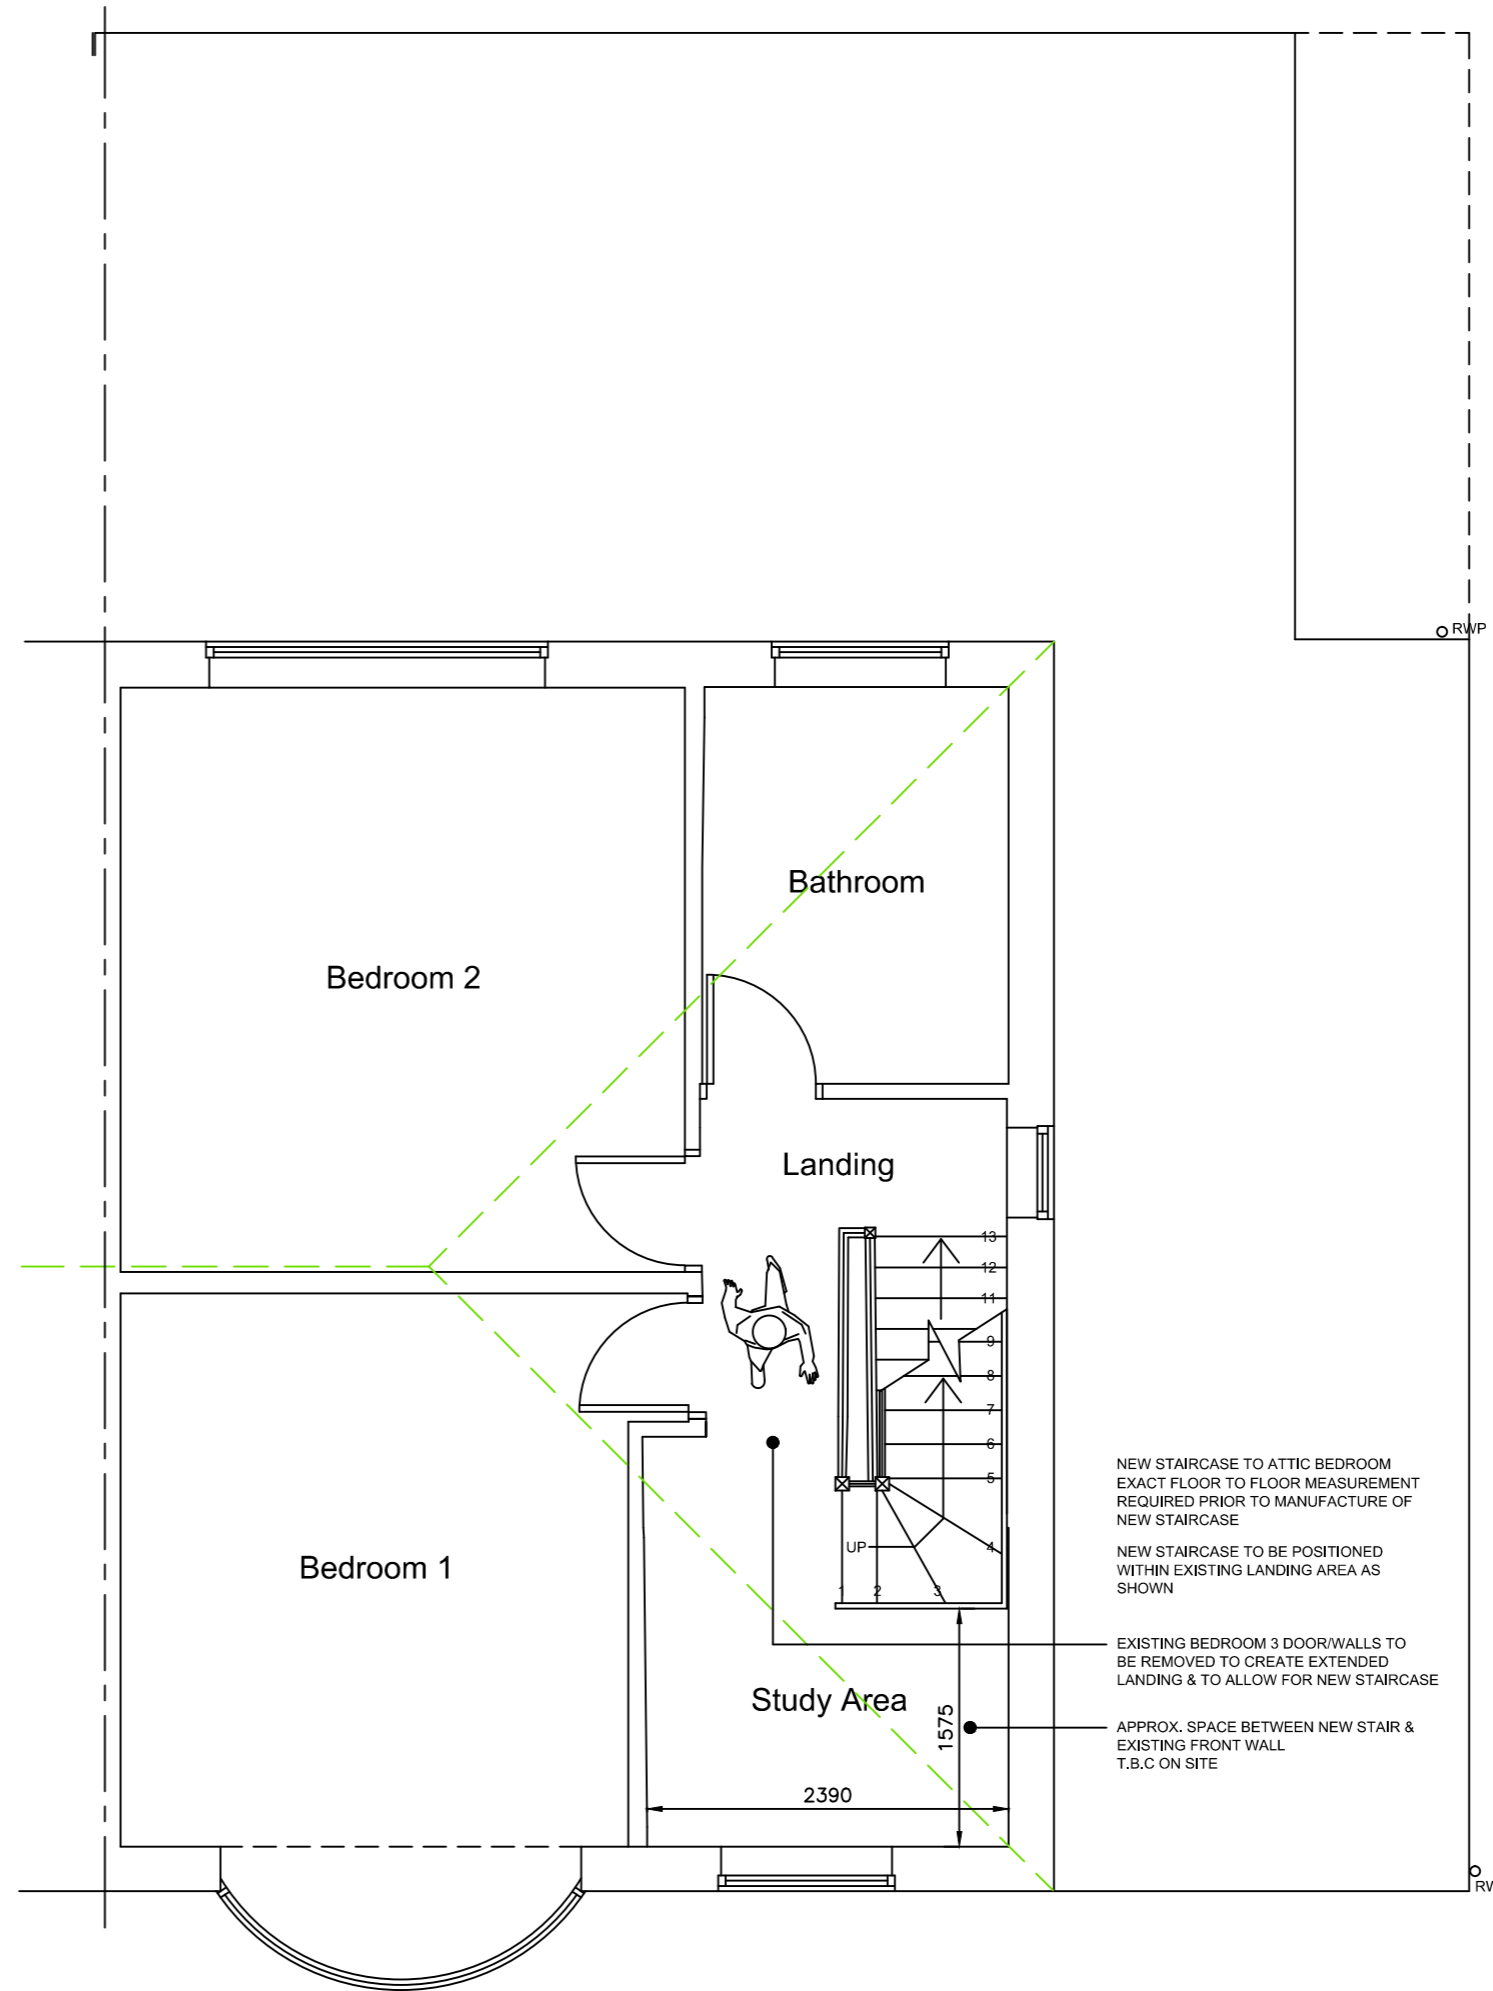 RWP
Bathroom
Bedroom 2
Landing
13
12
11
9
8
7
6
5
NEW STAIRCASE TO ATTIC BEDROOM
EXACT FLOOR TO FLOOR MEASUREMENT
REQUIRED PRIOR TO MANUFACTURE OF
NEW STAIRCASE
UP
4
NEW STAIRCASE TO BE POSITIONED
WITHIN EXISTING LANDING AREA AS
SHOWN
Bedroom 1
1
2
3
EXISTING BEDROOM 3 DOOR/WALLS TO
BE REMOVED TO CREATE EXTENDED
LANDING & TO ALLOW FOR NEW STAIRCASE
Study Area
1575
APPROX. SPACE BETWEEN NEW STAIR &
EXISTING FRONT WALL
T.B.C ON SITE
2390